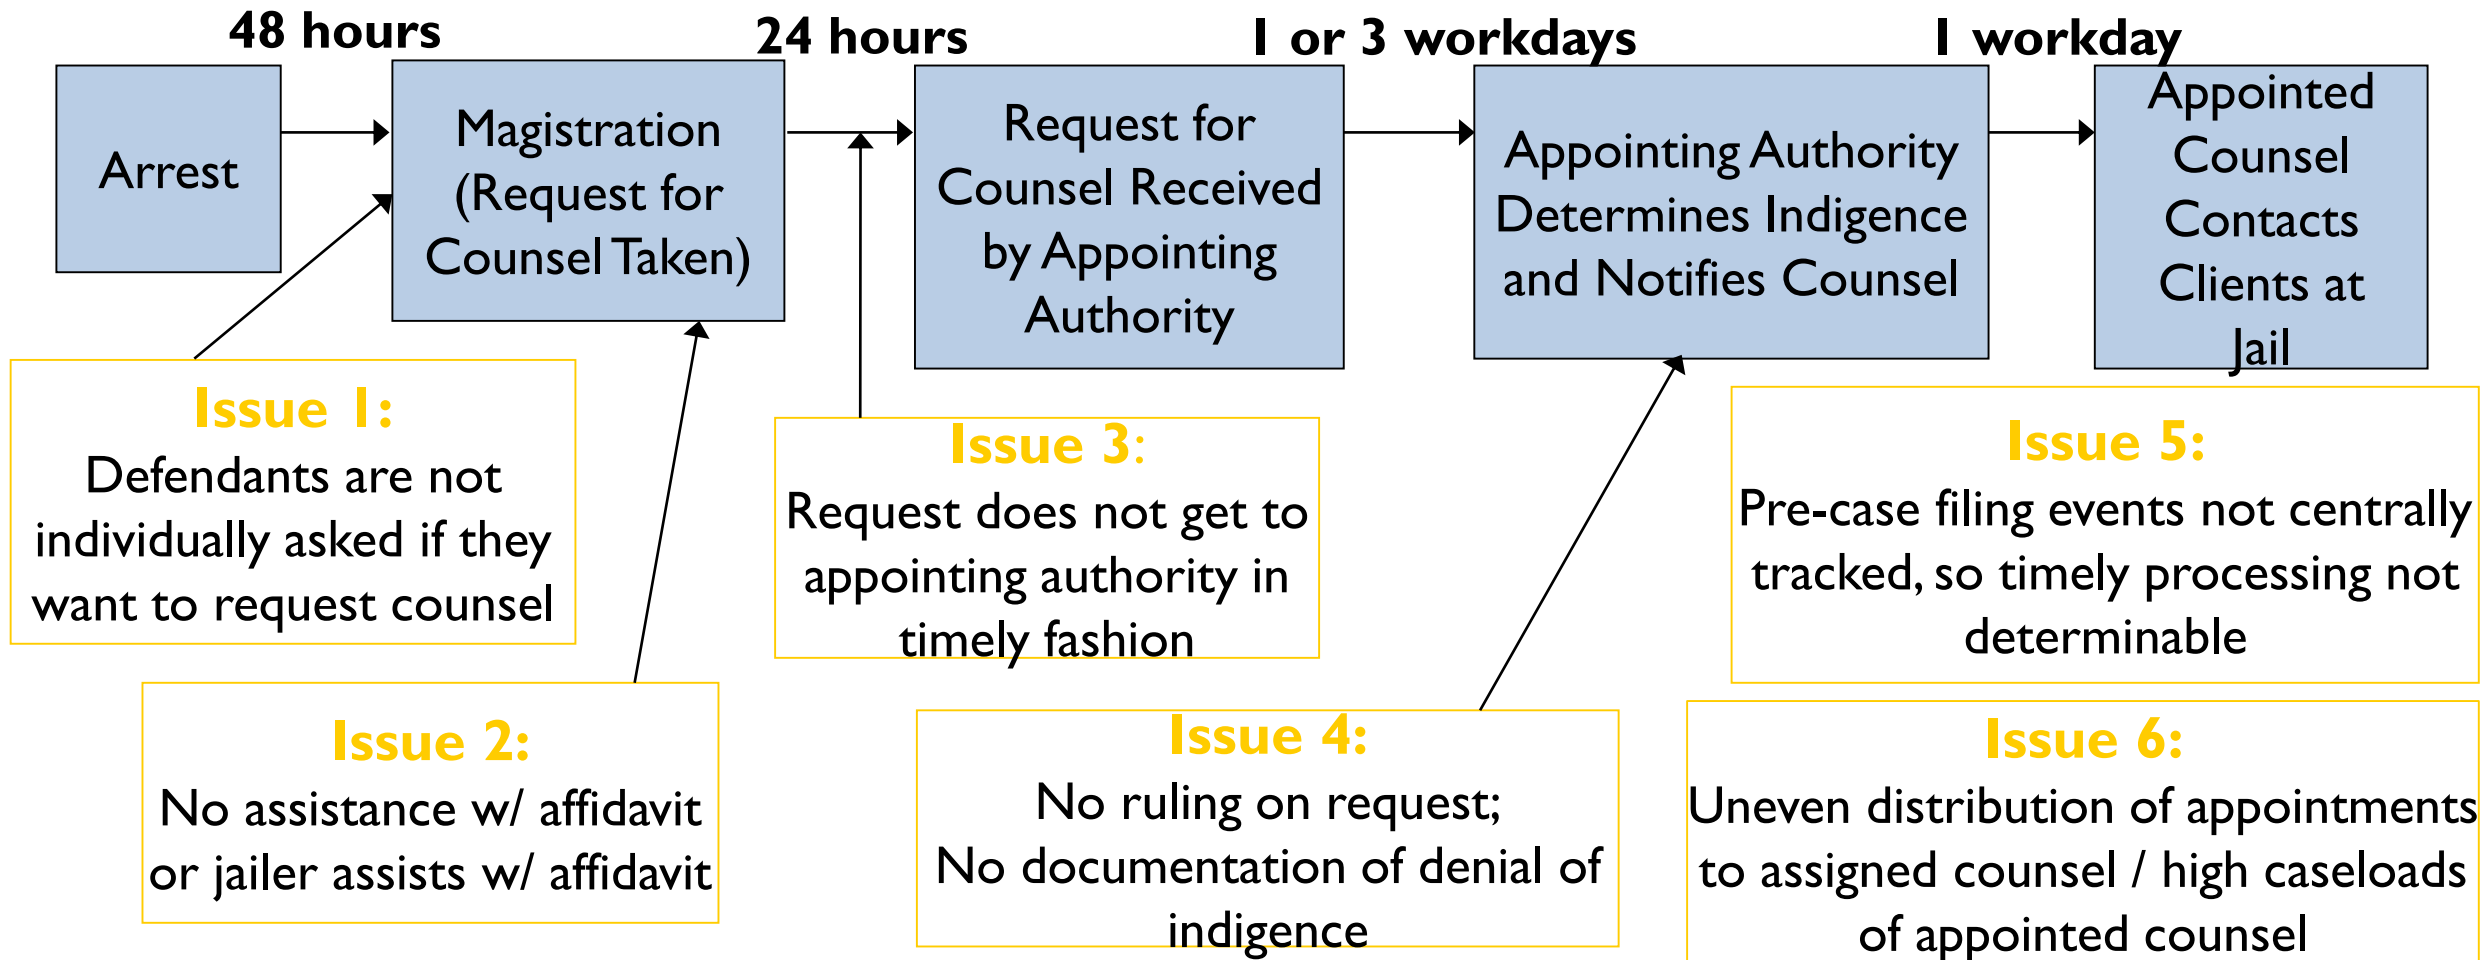 48 hours
24 hours
1 or 3 workdays
1 workday
Arrest
Magistration
(Request for
Counsel Taken)
Request for
Counsel Received
by Appointing
Authority
Appointing Authority
Determines Indigence
and Notifies Counsel
Appointed
Counsel
Contacts
Clients at
Jail
Issue 1:
Defendants are not
individually asked if they
want to request counsel
Issue 2:
No assistance w/ affidavit
or jailer assists w/ affidavit
Issue 3:
Request does not get to
appointing authority in
timely fashion
Issue 4:
No ruling on request;
No documentation of denial of
indigence
Issue 5:
Pre-case filing events not centrally
tracked, so timely processing not
determinable
Issue 6:
Uneven distribution of appointments
to assigned counsel / high caseloads
of appointed counsel